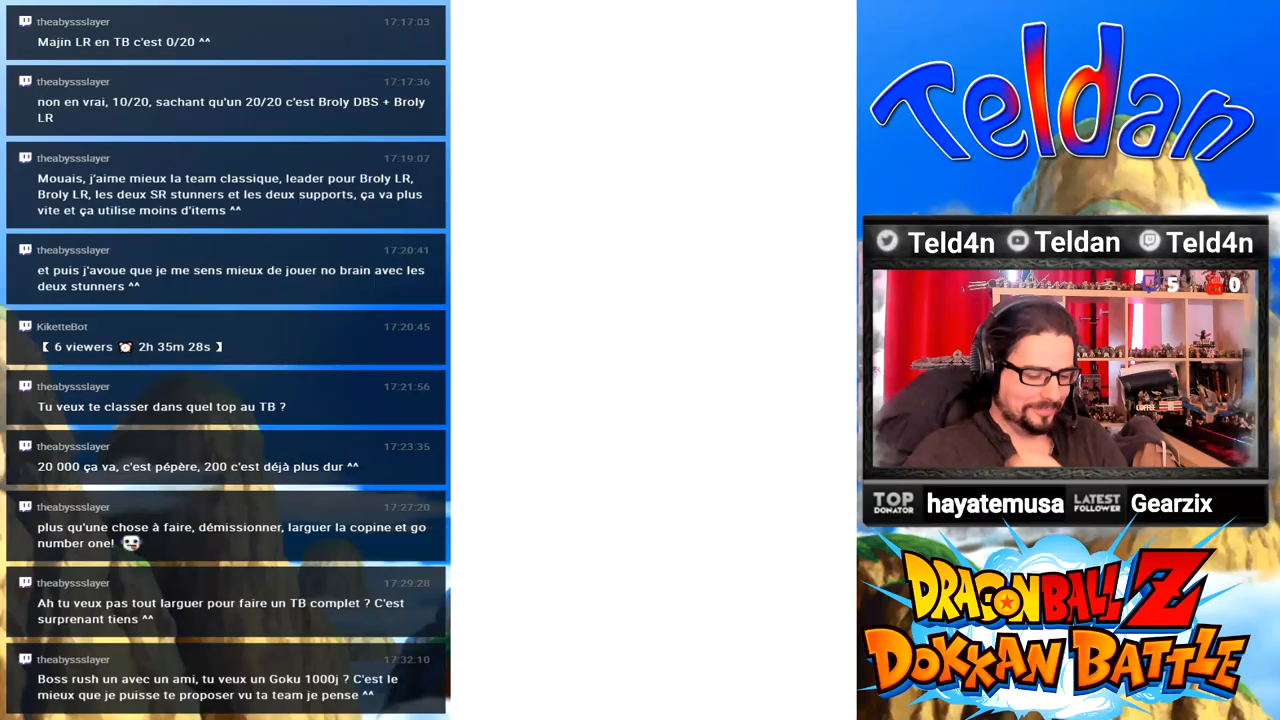 theabyssslayer 17:17:03
Majin LR en TB c'est 0/20 ^^
theabyssslayer 17:17:36
non en vrai, 10/20, sachant qu'un 20/20 c'est Broly DBS + Broly
LR
theabyssslayer 17:19:07
Mouais, j'aime mieux la team classique, leader pour Broly LR,
Broly LR, les deux SR stunners et les deux supports, ça va plus
vite et ça utilise moins d'items ^^
theabyssslayer 17:20:41
et puis j'avoue que je me sens mieux de jouer no brain avec les
deux stunners ^^
KiketteBot 17:20:45
【 6 viewers ⏰ 2h 35m 28s 】
theabyssslayer 17:21:56
Tu veux te classer dans quel top au TB ?
theabyssslayer 17:23:35
20 000 ça va, c'est pépère, 200 c'est déjà plus dur ^^
theabyssslayer 17:27:20
plus qu'une chose à faire, démissionner, larguer la copine et go
number one!
theabyssslayer 17:29:28
Ah tu veux pas tout larguer pour faire un TB complet ? C'est
surprenant tiens ^^
theabyssslayer 17:32:10
Boss rush un avec un ami, tu veux un Goku 1000j ? C'est le
mieux que je puisse te proposer vu ta team je pense ^^
Teldan
Teld4n Teldan Teld4n
5 0
COFFEE
TOP DONATOR hayatemusa LATEST FOLLOWER Gearzix
DRAGONBALL Z
DOKKAN BATTLE